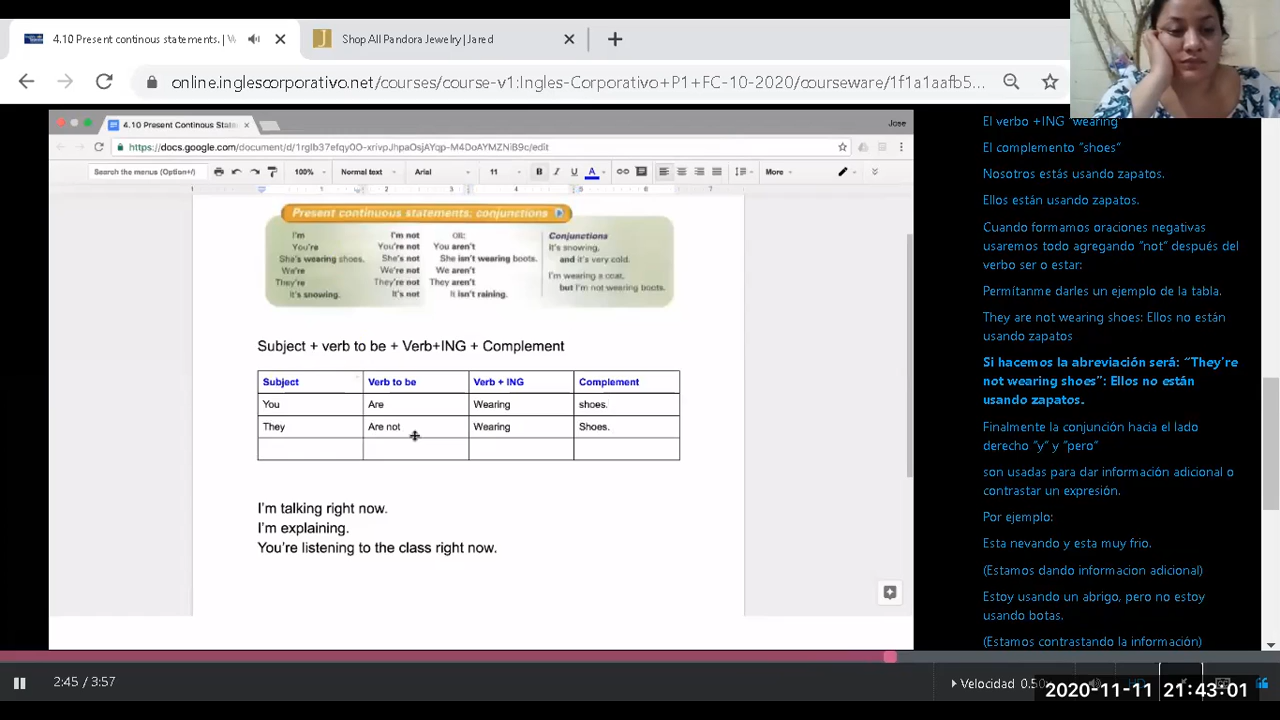 4.10 Present continous statements. | V
Shop All Pandora Jewelry | Jared
online.inglescorporativo.net/courses/course-v1:Ingles-Corporativo+P1+FC-10-2020/courseware/1f1a1aafb5...
4.10 Present Continous State
Jose
https://docs.google.com/document/d/1rglb37efqy0O-xrivpJhpaOsjAYqp-M4DoAYMZNiB9c/edit
Search the menus (Option+/)
100%
Normal text
Arial
11
B I U A
More
1 1 2 3 4 5 6 7
Present continuous statements; conjunctions
I'm I'm not OR: Conjunctions
You're You're not You aren't It's snowing,
She's wearing shoes. She's not She isn't wearing boots. and it's very cold.
We're We're not We aren't I'm wearing a coat,
They're They're not They aren't but I'm not wearing boots.
It's snowing. It's not It isn't raining.
Subject + verb to be + Verb+ING + Complement
Subject Verb to be Verb + ING Complement
You Are Wearing shoes.
They Are not Wearing Shoes.
I'm talking right now.
I'm explaining.
You're listening to the class right now.
El verbo +ING "wearing"
El complemento "shoes"
Nosotros estás usando zapatos.
Ellos están usando zapatos.
Cuando formamos oraciones negativas
usaremos todo agregando "not" después del
verbo ser o estar:
Permítanme darles un ejemplo de la tabla.
They are not wearing shoes: Ellos no están
usando zapatos
Si hacemos la abreviación será: "They're
not wearing shoes": Ellos no están
usando zapatos.
Finalmente la conjunción hacia el lado
derecho "y" y "pero"
son usadas para dar información adicional o
contrastar un expresión.
Por ejemplo:
Esta nevando y esta muy frio.
(Estamos dando informacion adicional)
Estoy usando un abrigo, pero no estoy
usando botas.
(Estamos contrastando la información)
2:45 / 3:57
Velocidad 0.50x
HD
2020-11-11 21:43:01